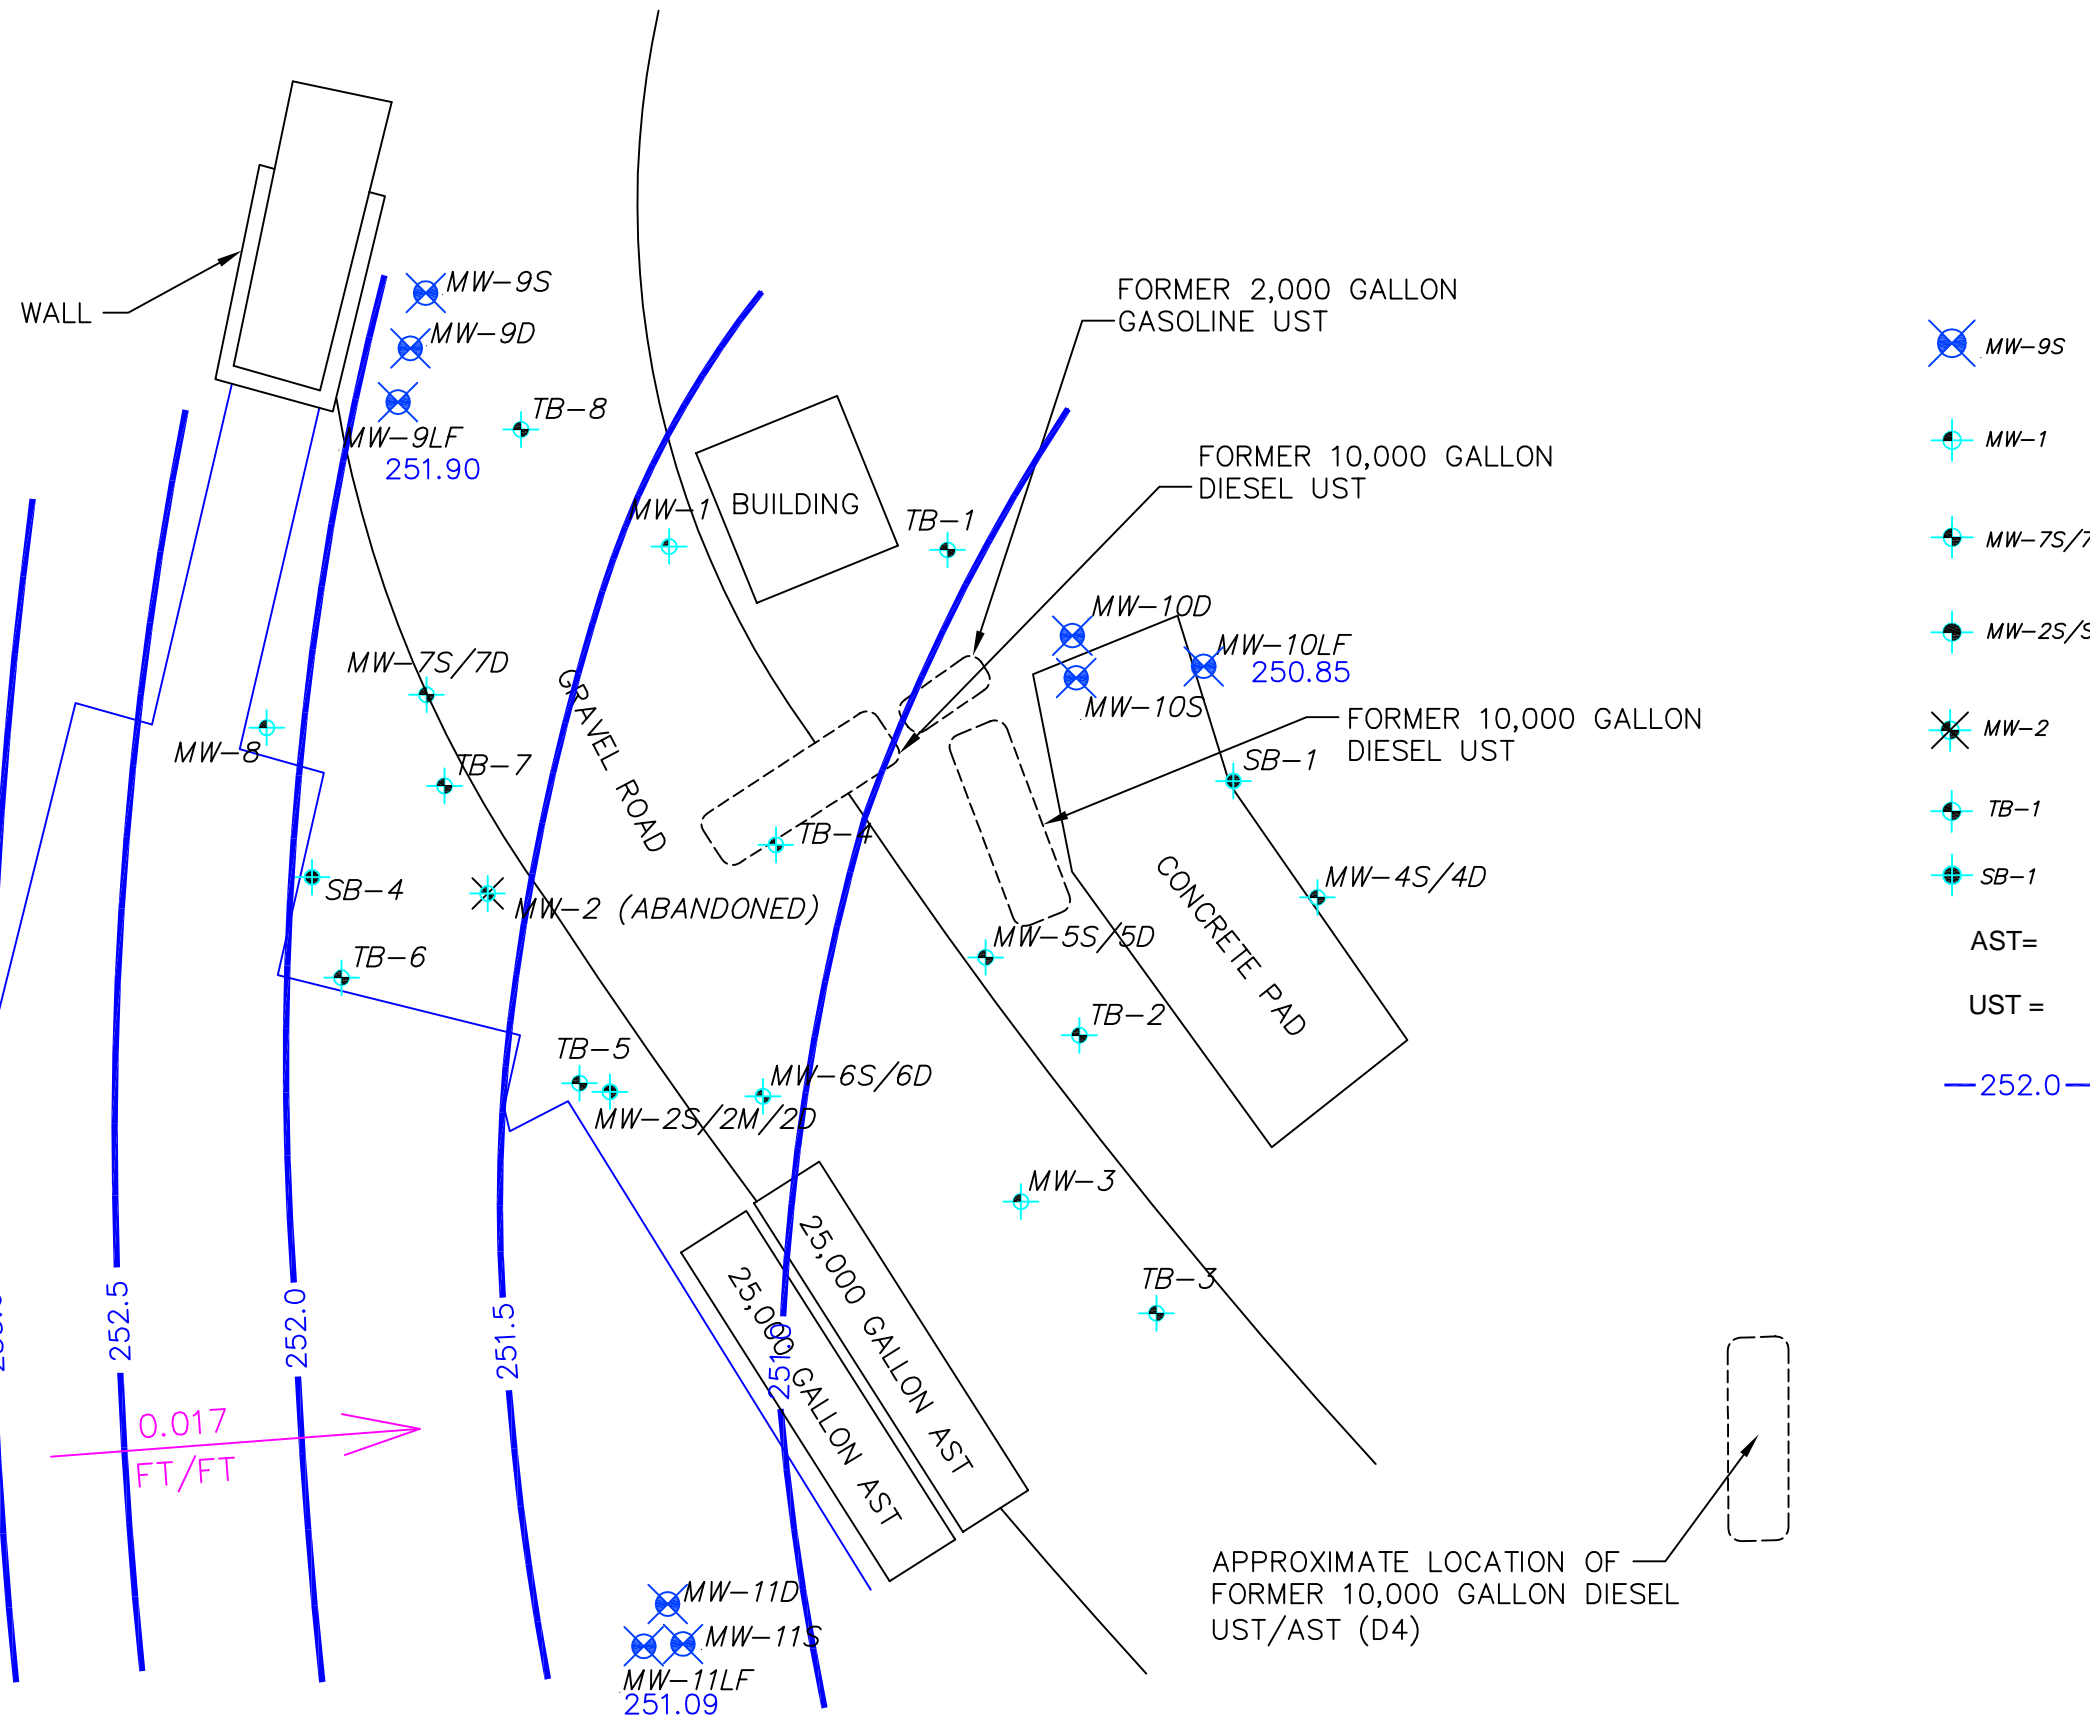 WALL
MW-9S
MW-9D
MW-9LF
251.90
TB-8
FORMER 2,000 GALLON
GASOLINE UST
FORMER 10,000 GALLON
DIESEL UST
MW-1
BUILDING
TB-1
MW-10D
MW-10LF
250.85
MW-10S
MW-7S/7D
GRAVEL ROAD
MW-8
TB-7
FORMER 10,000 GALLON
DIESEL UST
SB-1
TB-4
SB-4
MW-2 (ABANDONED)
MW-4S/4D
CONCRETE PAD
MW-5S/5D
TB-6
TB-2
TB-5
MW-6S/6D
MW-2S/2M/2D
MW-3
TB-3
25,000 GALLON AST
25,000 GALLON AST
252.5
252.0
251.5
251.0
0.017
FT/FT
APPROXIMATE LOCATION OF
FORMER 10,000 GALLON DIESEL
UST/AST (D4)
MW-11D
MW-11S
MW-11LF
251.09
MW-9S
MW-1
MW-7S/7
MW-2S/S
MW-2
TB-1
SB-1
AST=
UST =
252.0